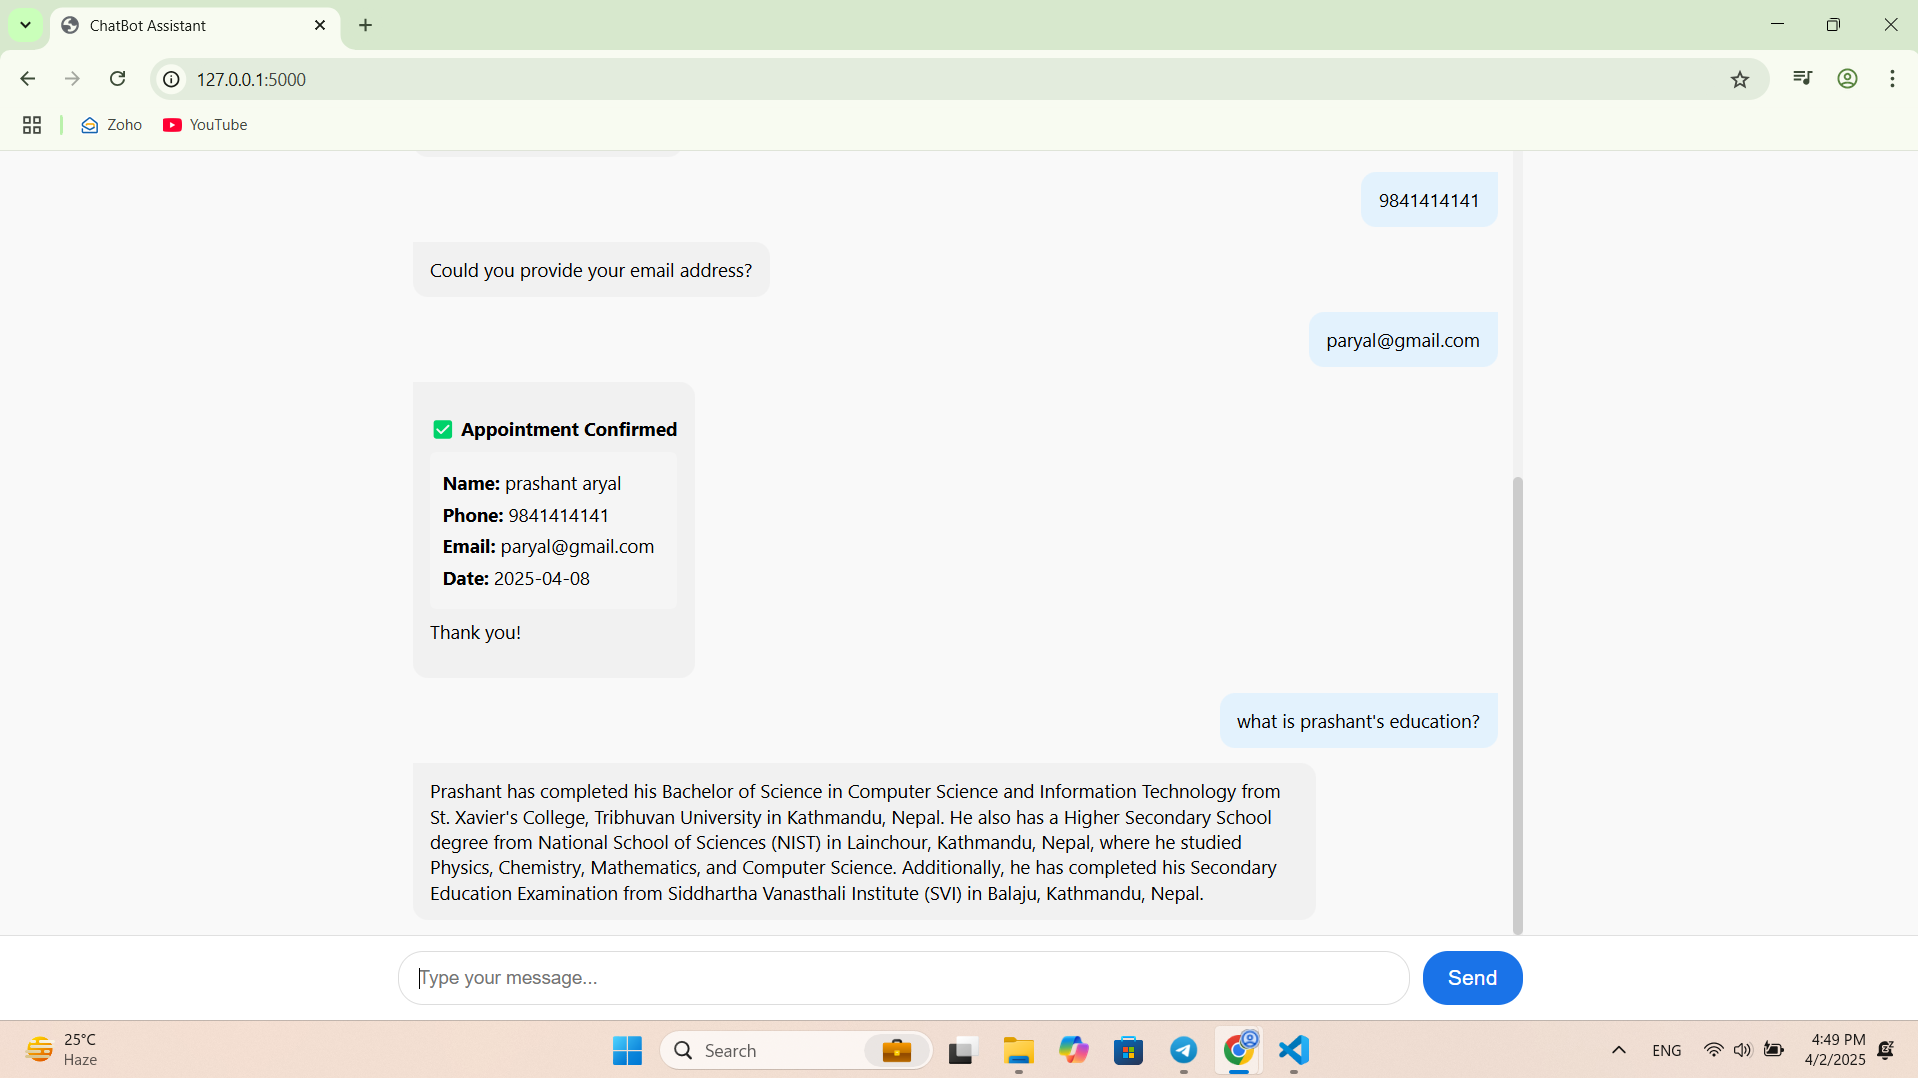 ChatBot Assistant
127.0.0.1:5000
Zoho
YouTube
9841414141
Could you provide your email address?
paryal@gmail.com
Appointment Confirmed
Name: prashant aryal
Phone: 9841414141
Email: paryal@gmail.com
Date: 2025-04-08
Thank you!
what is prashant's education?
Prashant has completed his Bachelor of Science in Computer Science and Information Technology from
St. Xavier's College, Tribhuvan University in Kathmandu, Nepal. He also has a Higher Secondary School
degree from National School of Sciences (NIST) in Lainchour, Kathmandu, Nepal, where he studied
Physics, Chemistry, Mathematics, and Computer Science. Additionally, he has completed his Secondary
Education Examination from Siddhartha Vanasthali Institute (SVI) in Balaju, Kathmandu, Nepal.
Type your message...
Send
25°C
Haze
Search
ENG
4:49 PM
4/2/2025